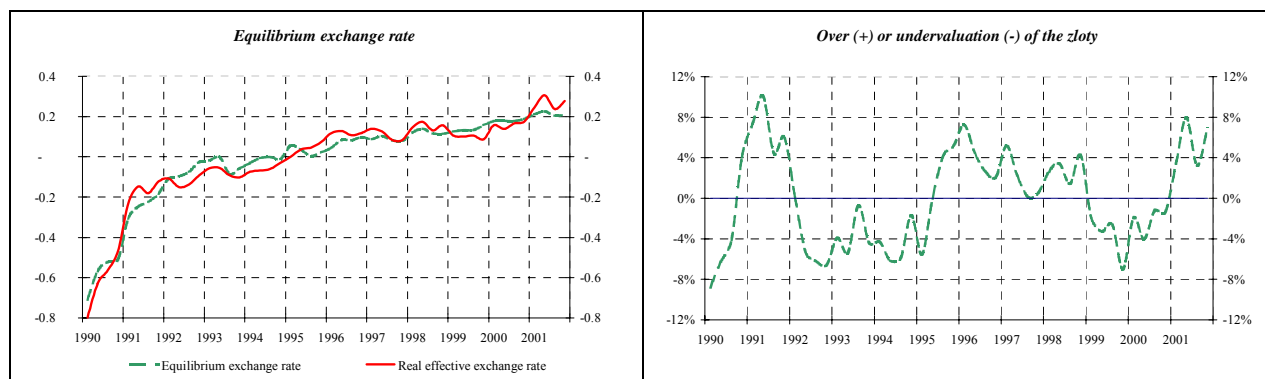 Equilibrium exchange rate
0.4 0.4
0.2 0.2
- -
-0.2 -0.2
-0.4 -0.4
-0.6 -0.6
-0.8 -0.8
1990 1991 1992 1993 1994 1995 1996 1997 1998 1999 2000 2001
Equilibrium exchange rate Real effective exchange rate
Over (+) or undervaluation (-) of the zloty
12% 12%
8% 8%
4% 4%
0% 0%
-4% -4%
-8% -8%
-12% -12%
1990 1991 1992 1993 1994 1995 1996 1997 1998 1999 2000 2001